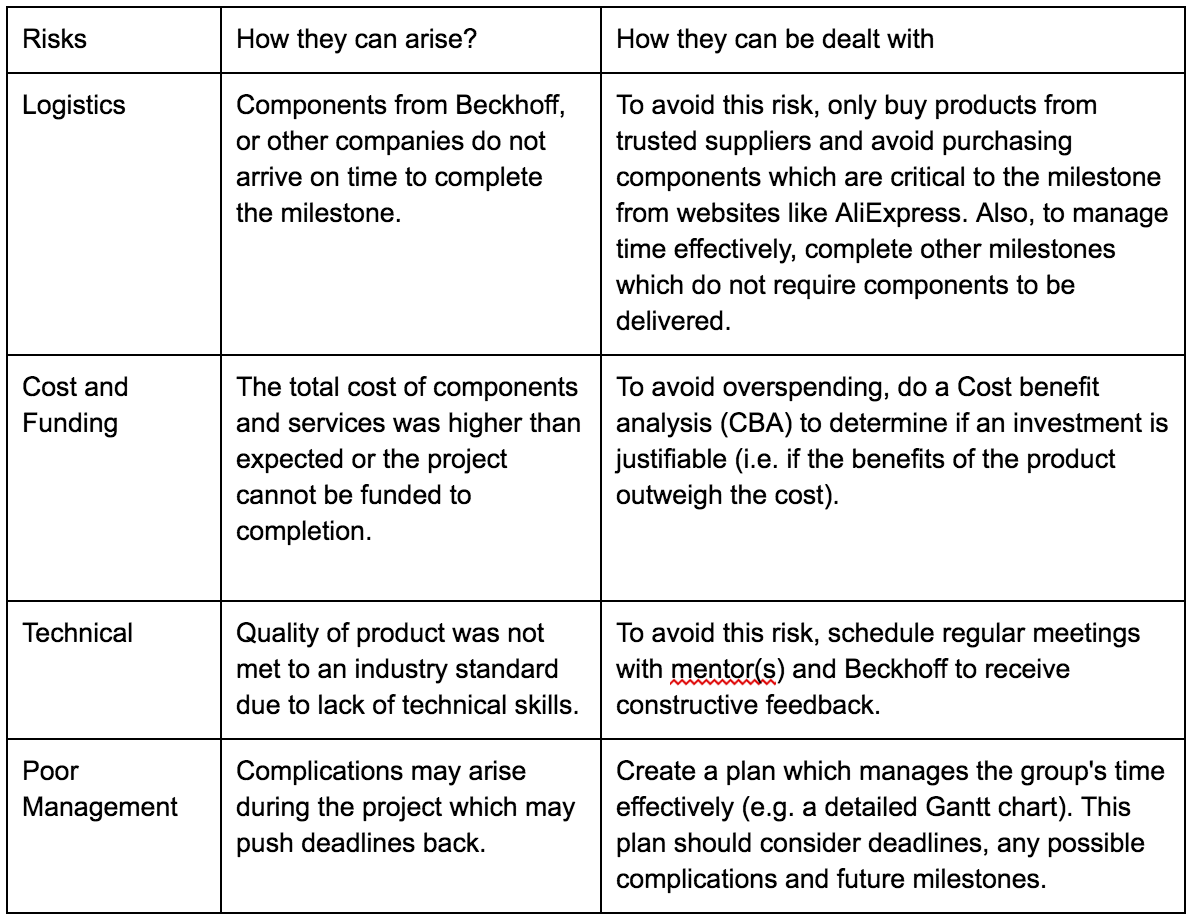 Risks
How they can arise?
How they can be dealt with
Logistics
Components from Beckhoff,
or other companies do not
arrive on time to complete
the milestone.
To avoid this risk, only buy products from
trusted suppliers and avoid purchasing
components which are critical to the milestone
from websites like AliExpress. Also, to manage
time effectively, complete other milestones
which do not require components to be
delivered.
Cost and
Funding
The total cost of components
and services was higher than
expected or the project
cannot be funded to
completion.
To avoid overspending, do a Cost benefit
analysis (CBA) to determine if an investment is
justifiable (i.e. if the benefits of the product
outweigh the cost).
Technical
Quality of product was not
met to an industry standard
due to lack of technical skills.
To avoid this risk, schedule regular meetings
with mentor(s) and Beckhoff to receive
constructive feedback.
Poor
Management
Complications may arise
during the project which may
push deadlines back.
Create a plan which manages the group's time
effectively (e.g. a detailed Gantt chart). This
plan should consider deadlines, any possible
complications and future milestones.